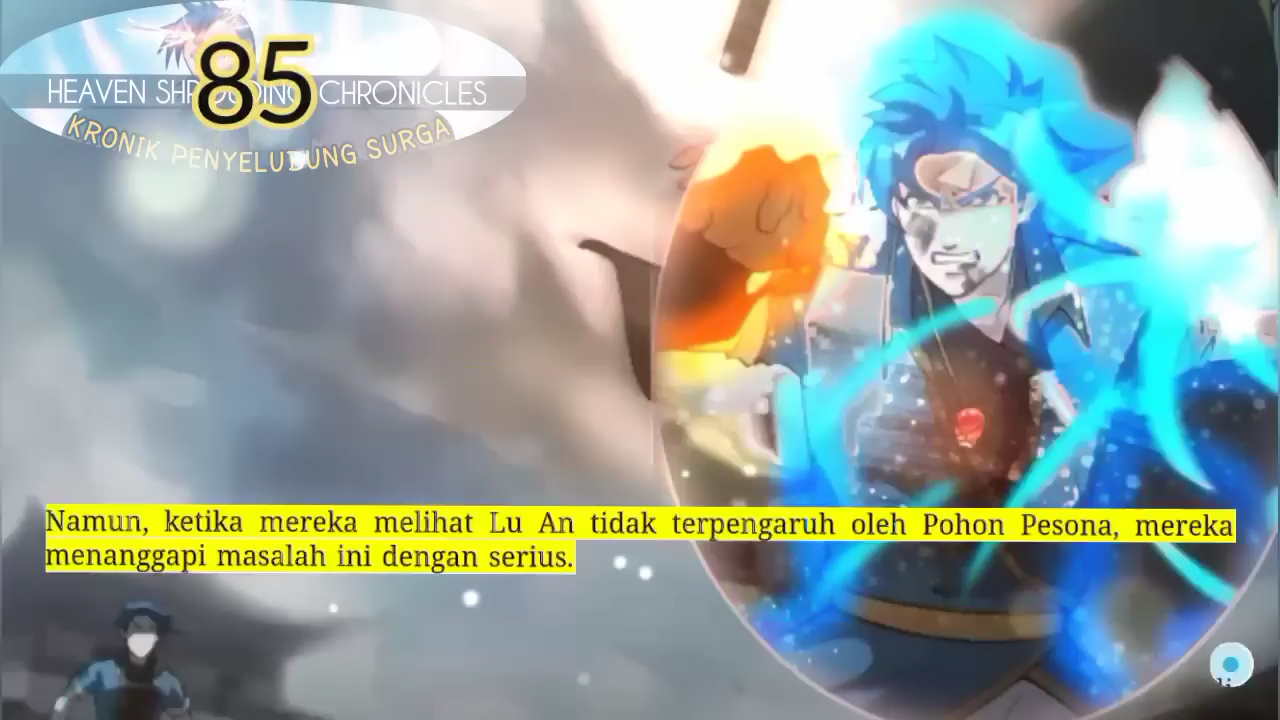 85
HEAVEN SHROUDING CHRONICLES
KRONIK PENYELUBUNG SURGA
Namun, ketika mereka melihat Lu An tidak terpengaruh oleh Pohon Pesona, mereka
menanggapi masalah ini dengan serius.